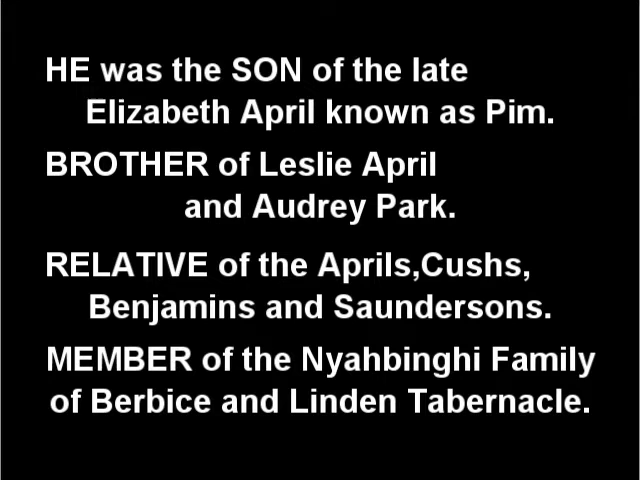 HE was the SON of the late
Elizabeth April known as Pim.
BROTHER of Leslie April
and Audrey Park.
RELATIVE of the Aprils,Cushs,
Benjamins and Saundersons.
MEMBER of the Nyahbinghi Family
of Berbice and Linden Tabernacle.